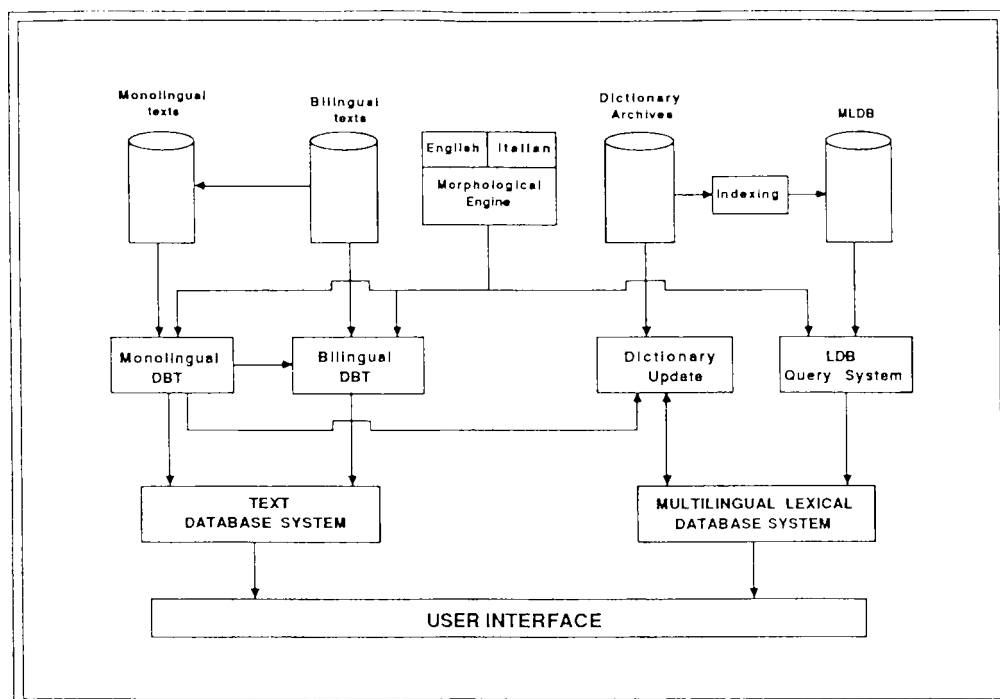 Monolingual
texts
Bilingual
texts
Dictionary
Archives
MLDB
English
Italian
Morphological
Engine
Indexing
Monolingual
DBT
Bilingual
DBT
Dictionary
Update
LDB
Query System
TEXT
DATABASE SYSTEM
MULTILINGUAL LEXICAL
DATABASE SYSTEM
USER INTERFACE